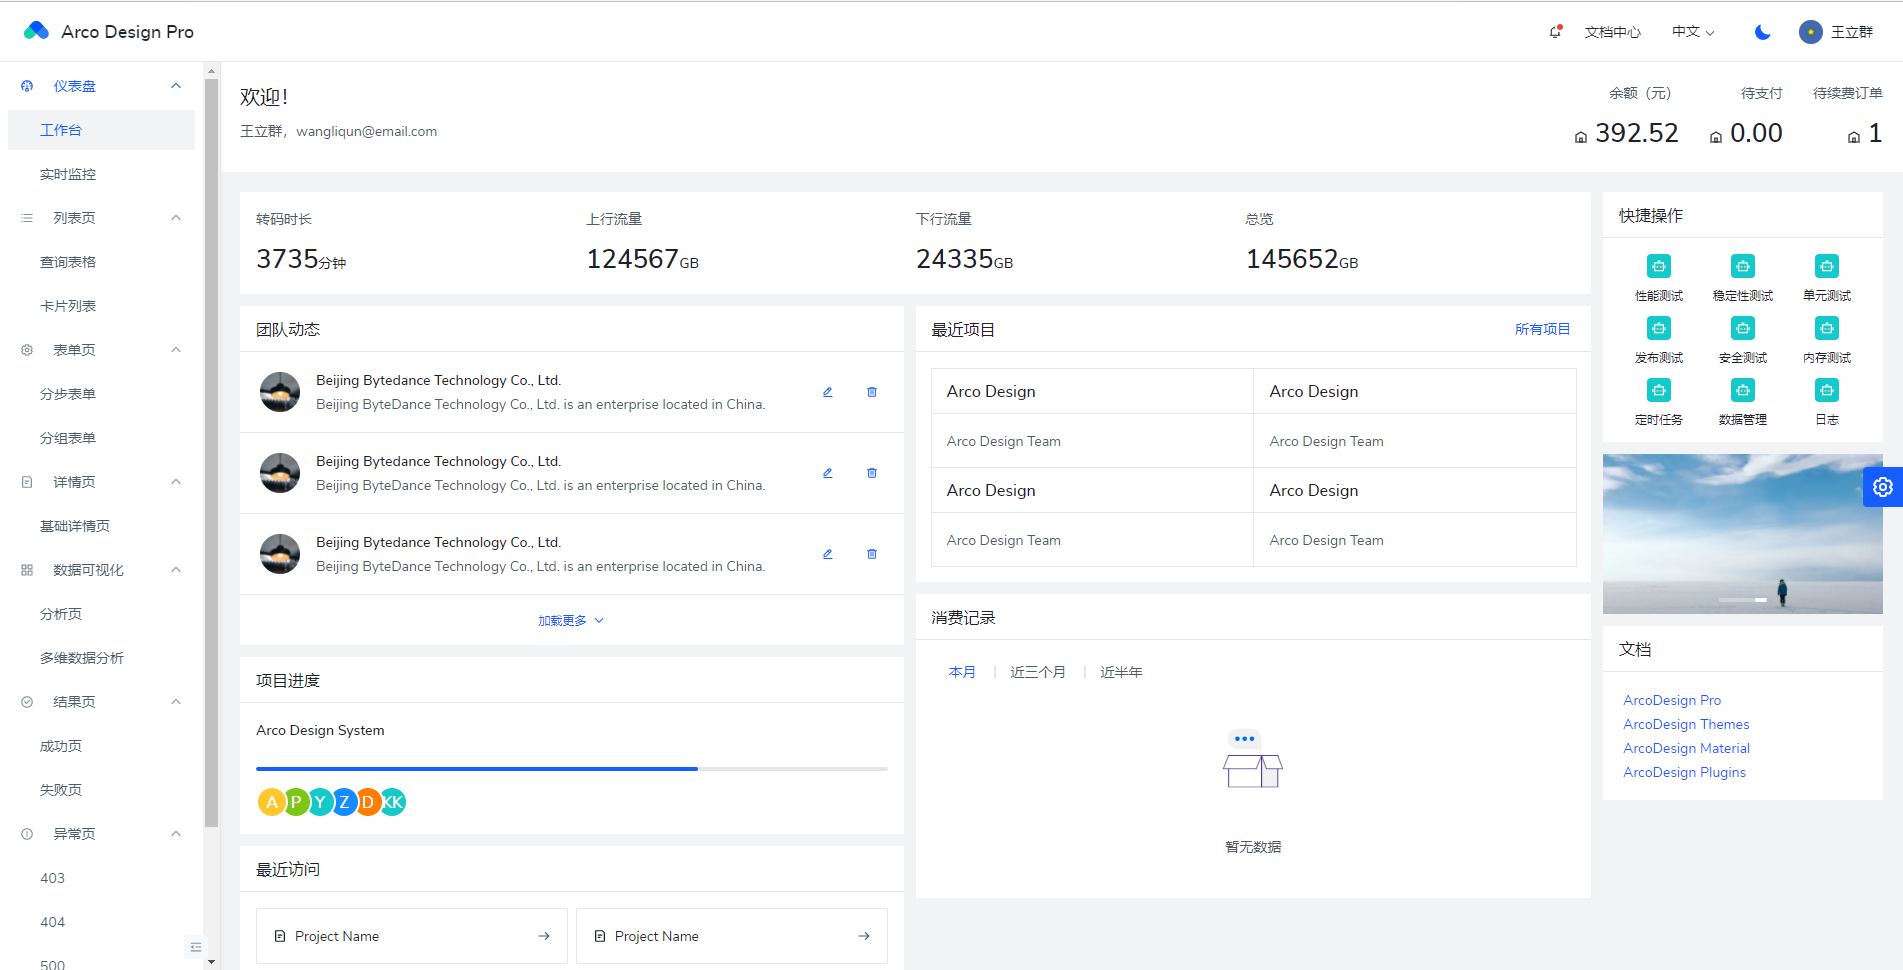 Arco Design Pro
文档中心
中文
王立群
仪表盘
工作台
实时监控
列表页
查询表格
卡片列表
表单页
分步表单
分组表单
详情页
基础详情页
数据可视化
分析页
多维数据分析
结果页
成功页
失败页
异常页
403
404
500
欢迎!
王立群，wangliqun@email.com
余额（元）
392.52
待支付
0.00
待续费订单
1
转码时长
3735分钟
上行流量
124567GB
下行流量
24335GB
总览
145652GB
团队动态
Beijing Bytedance Technology Co., Ltd.
Beijing ByteDance Technology Co., Ltd. is an enterprise located in China.
Beijing Bytedance Technology Co., Ltd.
Beijing ByteDance Technology Co., Ltd. is an enterprise located in China.
Beijing Bytedance Technology Co., Ltd.
Beijing ByteDance Technology Co., Ltd. is an enterprise located in China.
加载更多
项目进度
Arco Design System
A P Y Z D KK
最近访问
Project Name
Project Name
最近项目
所有项目
Arco Design
Arco Design
Arco Design Team
Arco Design Team
Arco Design
Arco Design
Arco Design Team
Arco Design Team
消费记录
本月
近三个月
近半年
暂无数据
快捷操作
性能测试
稳定性测试
单元测试
发布测试
安全测试
内存测试
定时任务
数据管理
日志
文档
ArcoDesign Pro
ArcoDesign Themes
ArcoDesign Material
ArcoDesign Plugins